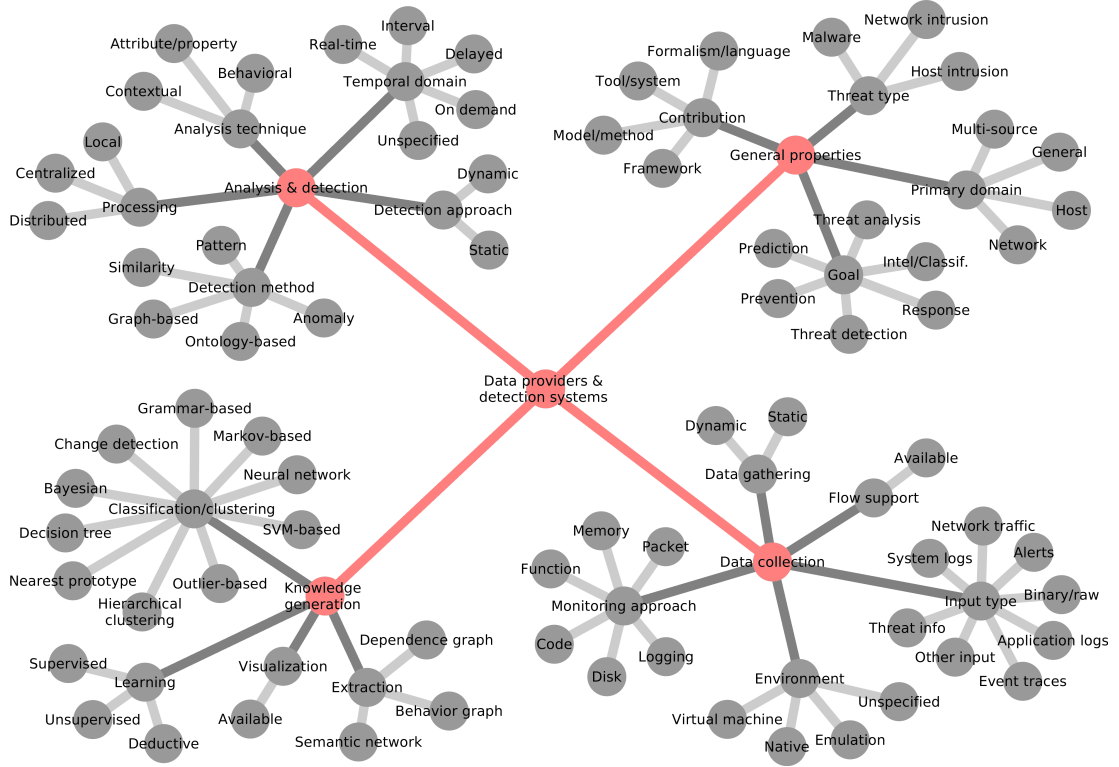 Interval
Network intrusion
Attribute/property
Real-time
Malware
Formalism/language
Delayed
Behavioral
Temporal domain
Tool/system
Host intrusion
Contextual
Threat type
On demand
Contribution
Analysis technique
Multi-source
Model/method
Unspecified
Local
General
General properties
Framework
Centralized
Dynamic
Analysis & detection
Primary domain
Processing
Detection approach
Host
Distributed
Threat analysis
Pattern
Network
Prediction
Static
Intel/Classif.
Similarity
Goal
Detection method
Prevention
Response
Graph-based
Anomaly
Threat detection
Ontology-based
Data providers &
detection systems
Grammar-based
Static
Dynamic
Markov-based
Change detection
Available
Neural network
Data gathering
Bayesian
Flow support
Classification/clustering
Network traffic
SVM-based
Memory
Decision tree
Packet
Alerts
System logs
Data collection
Function
Nearest prototype
Outlier-based
Knowledge
generation
Binary/raw
Input type
Monitoring approach
Hierarchical
clustering
Threat info
Dependence graph
Application logs
Code
Logging
Other input
Supervised
Visualization
Disk
Environment
Event traces
Learning
Extraction
Unspecified
Behavior graph
Unsupervised
Available
Virtual machine
Emulation
Semantic network
Deductive
Native